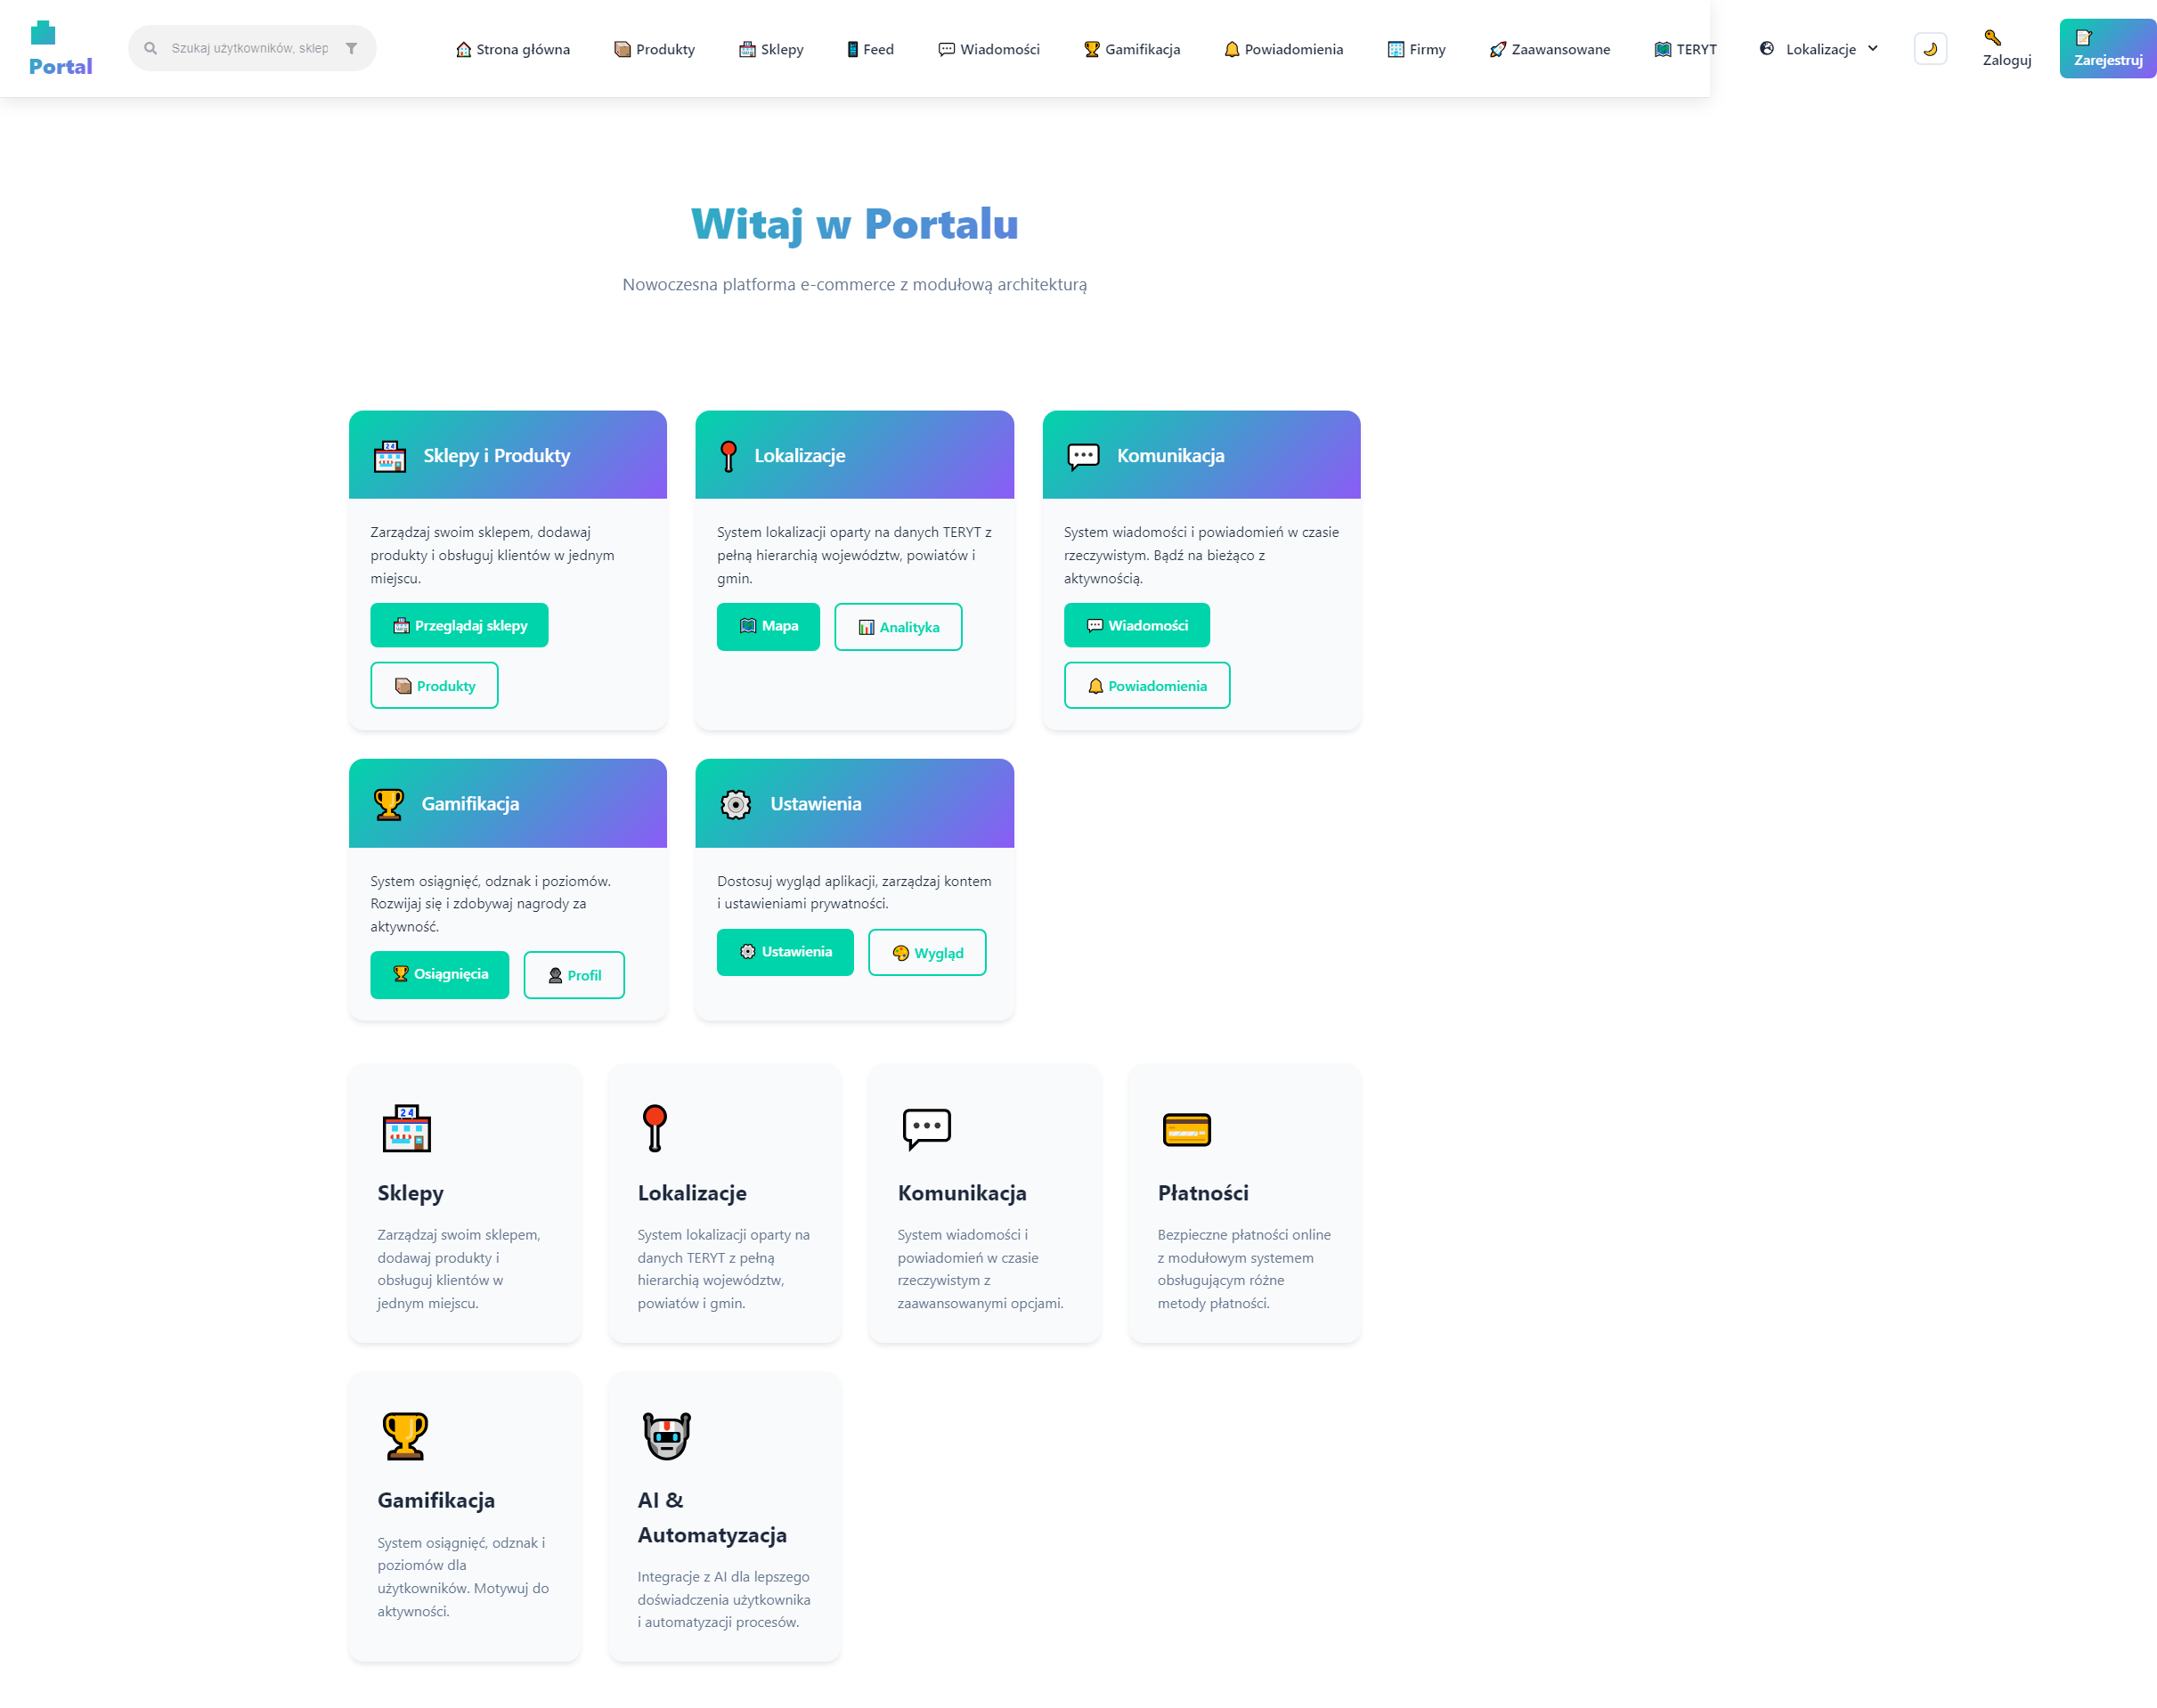 Portal
Szukaj użytkowników, sklep
Strona główna
Produkty
Sklepy
Feed
Wiadomości
Gamifikacja
Powiadomienia
Firmy
Zaawansowane
TERYT
Lokalizacje
Zaloguj
Zarejestruj
Witaj w Portalu
Nowoczesna platforma e-commerce z modułową architekturą
Sklepy i Produkty
Zarządzaj swoim sklepem, dodawaj
produkty i obsługuj klientów w jednym
miejscu.
Przeglądaj sklepy
Produkty
Lokalizacje
System lokalizacji oparty na danych TERYT z
pełną hierarchią województw, powiatów i
gmin.
Mapa
Analityka
Komunikacja
System wiadomości i powiadomień w czasie
rzeczywistym. Bądź na bieżąco z
aktywnością.
Wiadomości
Powiadomienia
Gamifikacja
System osiągnięć, odznak i poziomów.
Rozwijaj się i zdobywaj nagrody za
aktywność.
Osiągnięcia
Profil
Ustawienia
Dostosuj wygląd aplikacji, zarządzaj kontem
i ustawieniami prywatności.
Ustawienia
Wygląd
24
Sklepy
Zarządzaj swoim sklepem,
dodawaj produkty i
obsługuj klientów w
jednym miejscu.
Lokalizacje
System lokalizacji oparty na
danych TERYT z pełną
hierarchią województw,
powiatów i gmin.
Komunikacja
System wiadomości i
powiadomień w czasie
rzeczywistym z
zaawansowanymi opcjami.
Płatności
Bezpieczne płatności online
z modułowym systemem
obsługującym różne
metody płatności.
Gamifikacja
System osiągnięć, odznak i
poziomów dla
użytkowników. Motywuj do
aktywności.
AI &
Automatyzacja
Integracje z AI dla lepszego
doświadczenia użytkownika
i automatyzacji procesów.